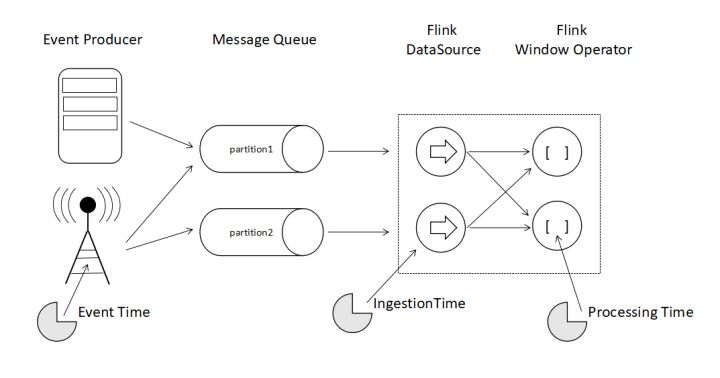 Event Producer
Message Queue
Flink
DataSource
Flink
Window Operator
partition1
[ ]
partition2
[ ]
Event Time
IngestionTime
Processing Time